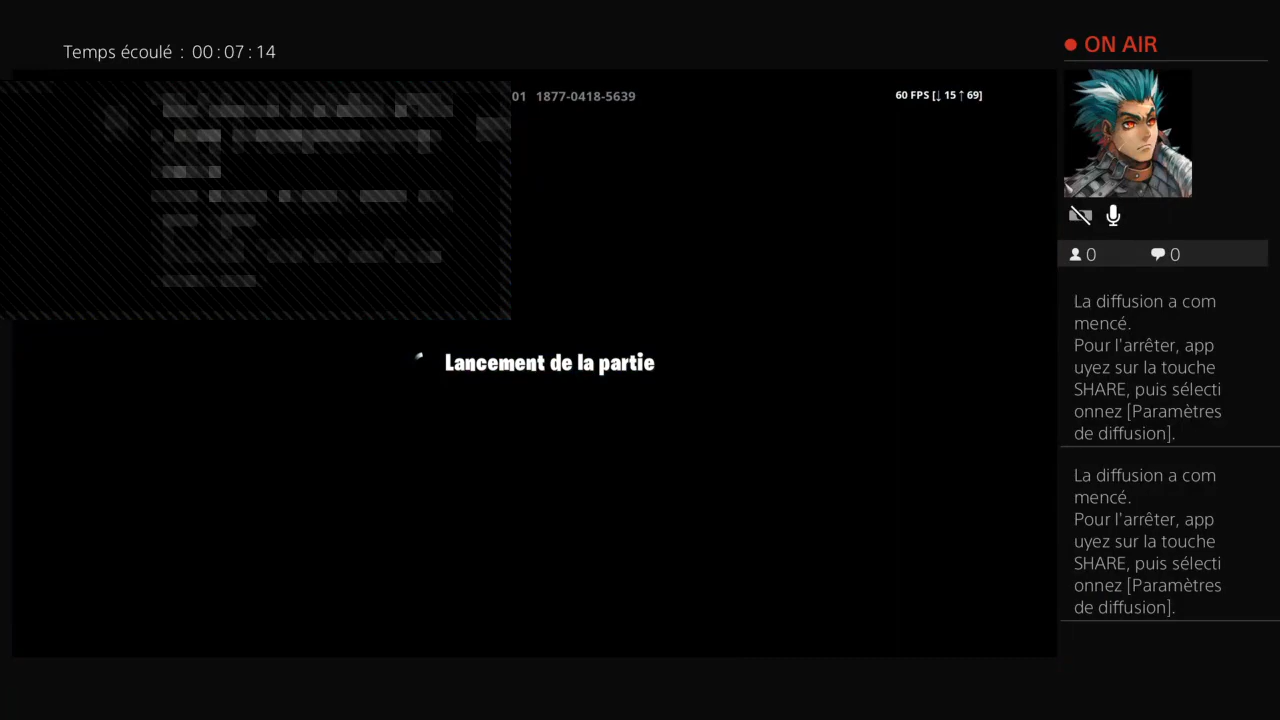 Temps écoulé : 00:07:14
ON AIR
01 1877-0418-5639
60 FPS [↓ 15 ↑ 69]
0 0
La diffusion a com
mencé.
Pour l'arrêter, app
uyez sur la touche
SHARE, puis sélecti
onnez [Paramètres
de diffusion].
Lancement de la partie
La diffusion a com
mencé.
Pour l'arrêter, app
uyez sur la touche
SHARE, puis sélecti
onnez [Paramètres
de diffusion].